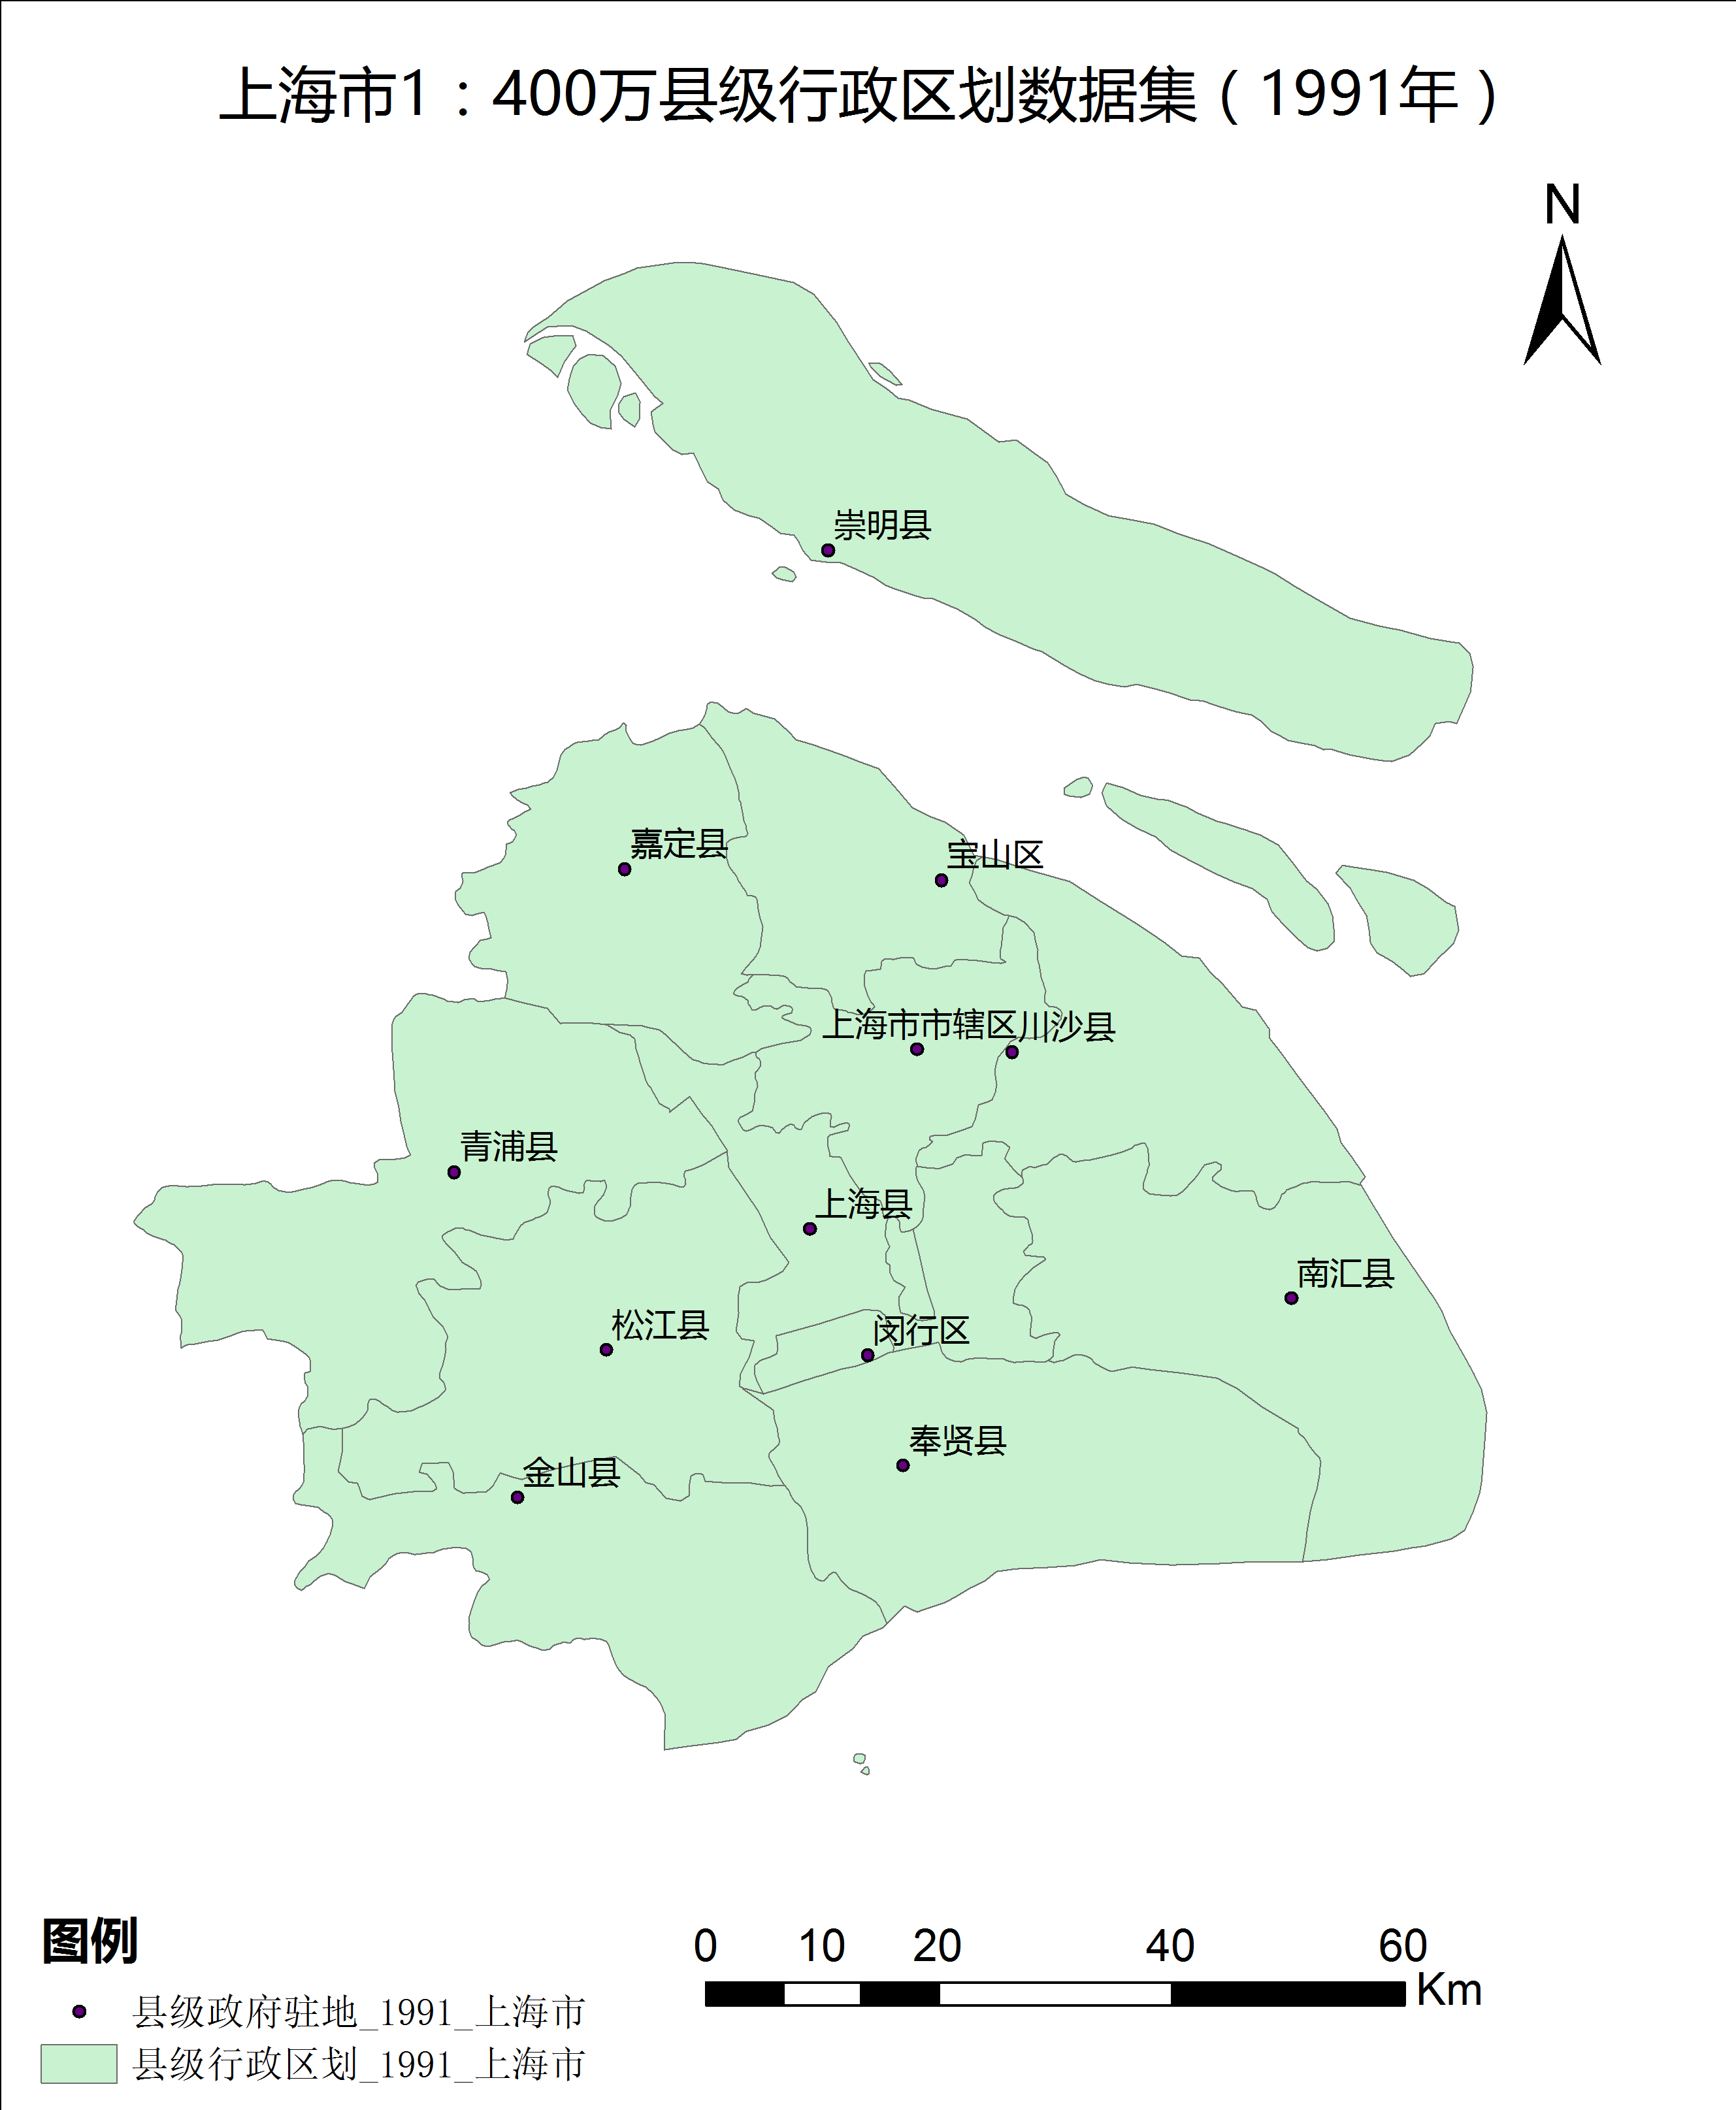 上海市1：400万县级行政区划数据集（1991年）
N
崇明县
嘉定县
宝山区
上海市市辖区
川沙县
青浦县
上海县
南汇县
松江县
闵行区
奉贤县
金山县
图例
县级政府驻地_1991_上海市
县级行政区划_1991_上海市
0 10 20 40 60
Km